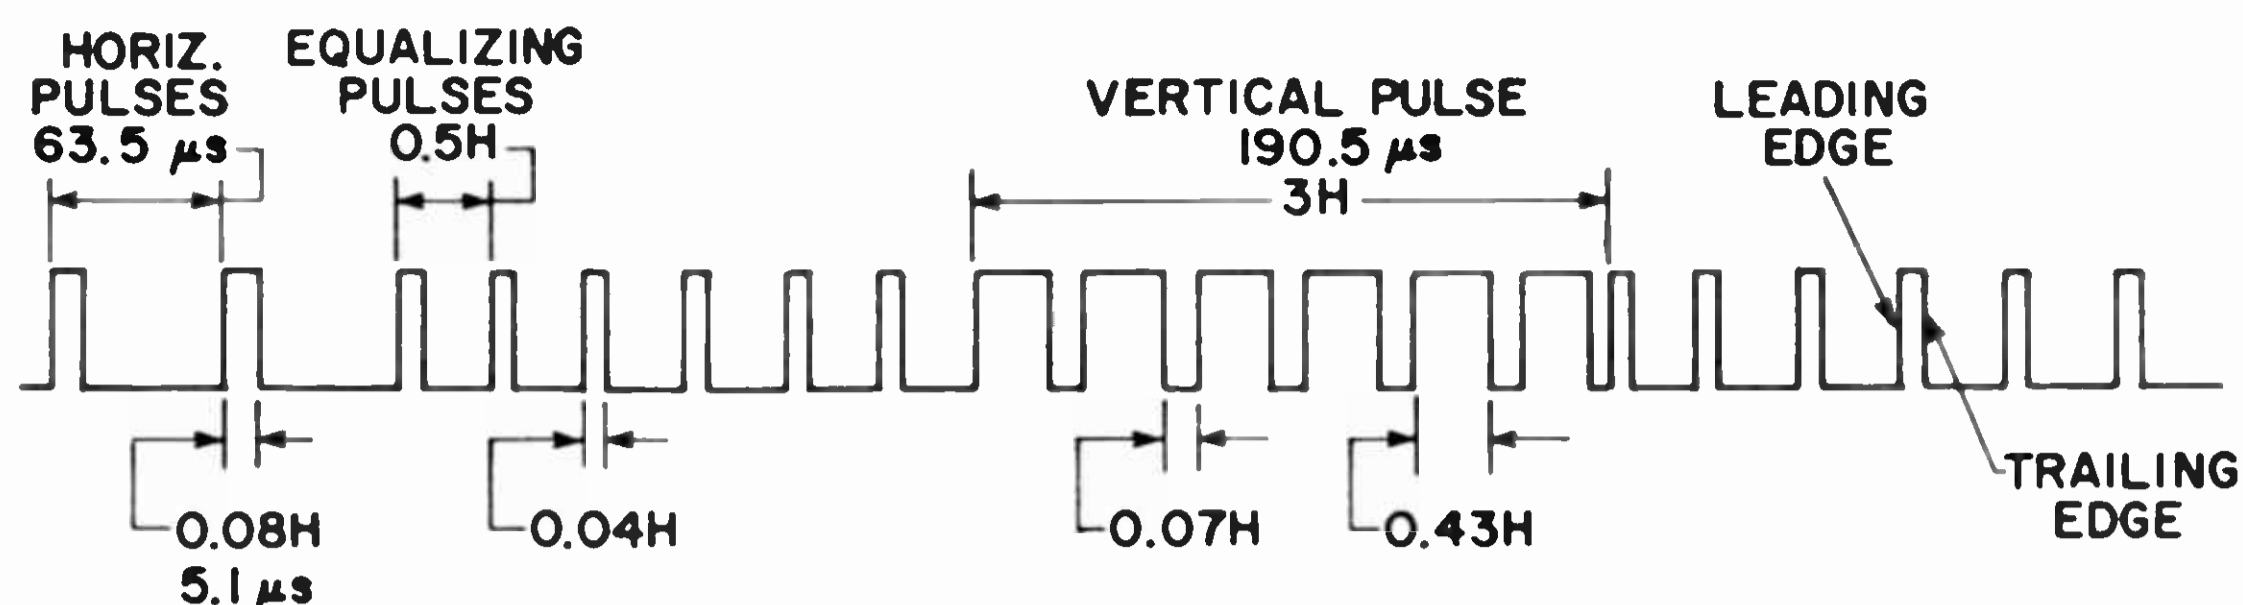 HORIZ.
PULSES
63.5 μs
EQUALIZING
PULSES
0.5H
VERTICAL PULSE
190.5 μs
3H
LEADING
EDGE
0.08H
5.1 μs
0.04H
0.07H
0.43H
TRAILING
EDGE